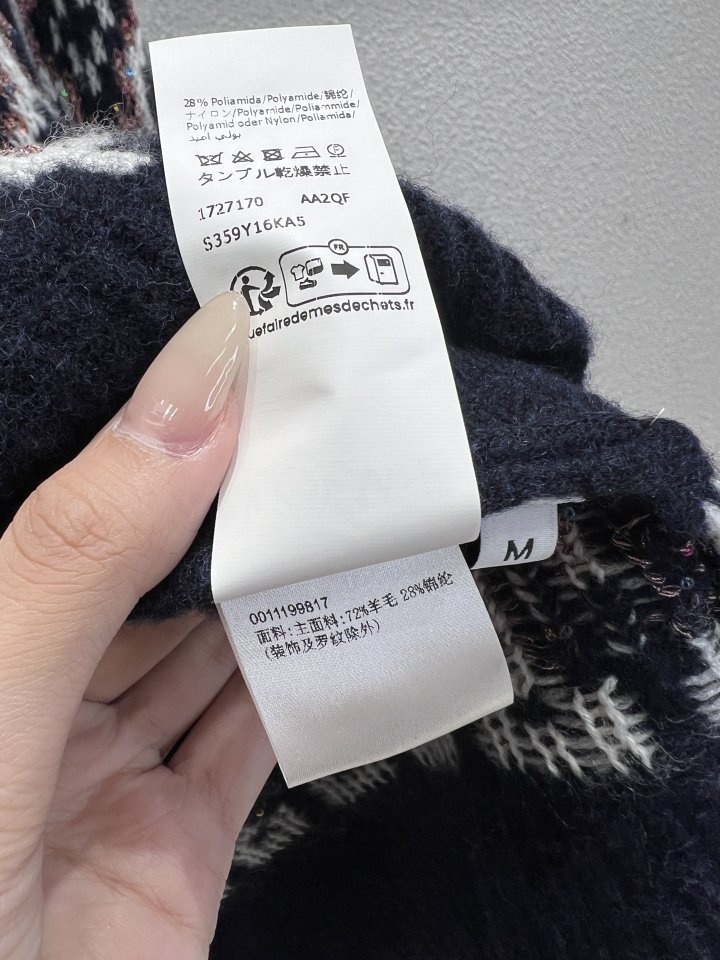 28% Poliamida/Polyamide/锦纶/
ナイロン/Polyamide/Poliammide/
Polyamid oder Nylon/Poliamida/
بولي أميد
タンブル乾燥禁止
1727170 AA2QF
S359Y16KA5
FR
uefairedemesdechets.fr
M
0011199817
面料:主面料:72%羊毛 28%锦纶
(装饰及罗纹除外)